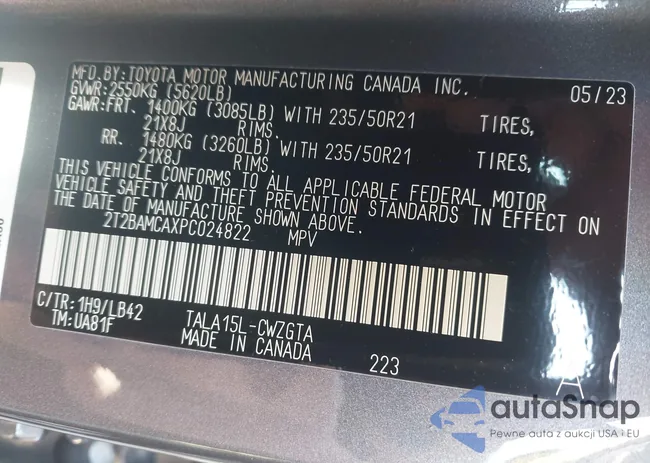 MFD.BY:TOYOTA MOTOR MANUFACTURING CANADA INC. 05/23
GVWR:2550KG (5620LB)
GAWR:FRT. 1400KG (3085LB) WITH 235/50R21 TIRES,
21X8J RIMS.
RR. 1480KG (3260LB) WITH 235/50R21 TIRES,
21X8J RIMS.
THIS VEHICLE CONFORMS TO ALL APPLICABLE FEDERAL MOTOR
VEHICLE SAFETY AND THEFT PREVENTION STANDARDS IN EFFECT ON
THE DATE OF MANUFACTURE SHOWN ABOVE.
2T2BAMCAXPC024822 MPV
C/TR:1H9/LB42 TALA15L-CWZGTA
TM:UA81F MADE IN CANADA 223
A
autaSnap
Pewne auta z aukcji USA i EU